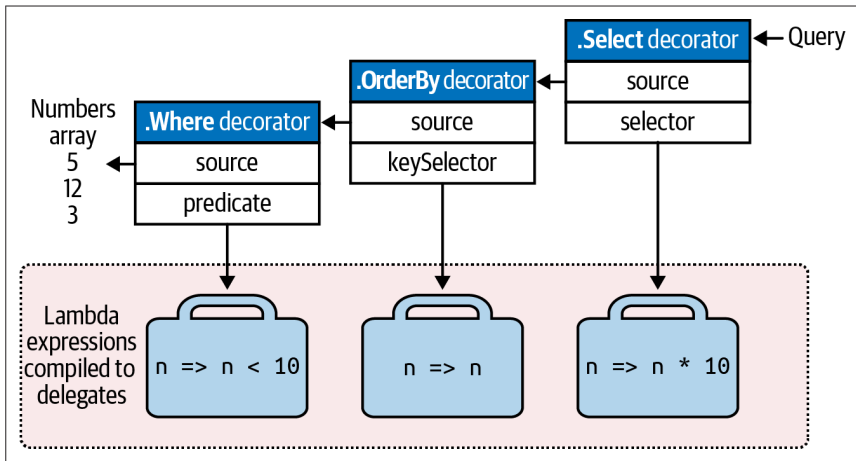 .Select decorator
Query
source
selector
.OrderBy decorator
source
keySelector
Numbers
array
5
12
3
.Where decorator
source
predicate
Lambda
expressions
compiled to
delegates
n => n < 10
n => n
n => n * 10